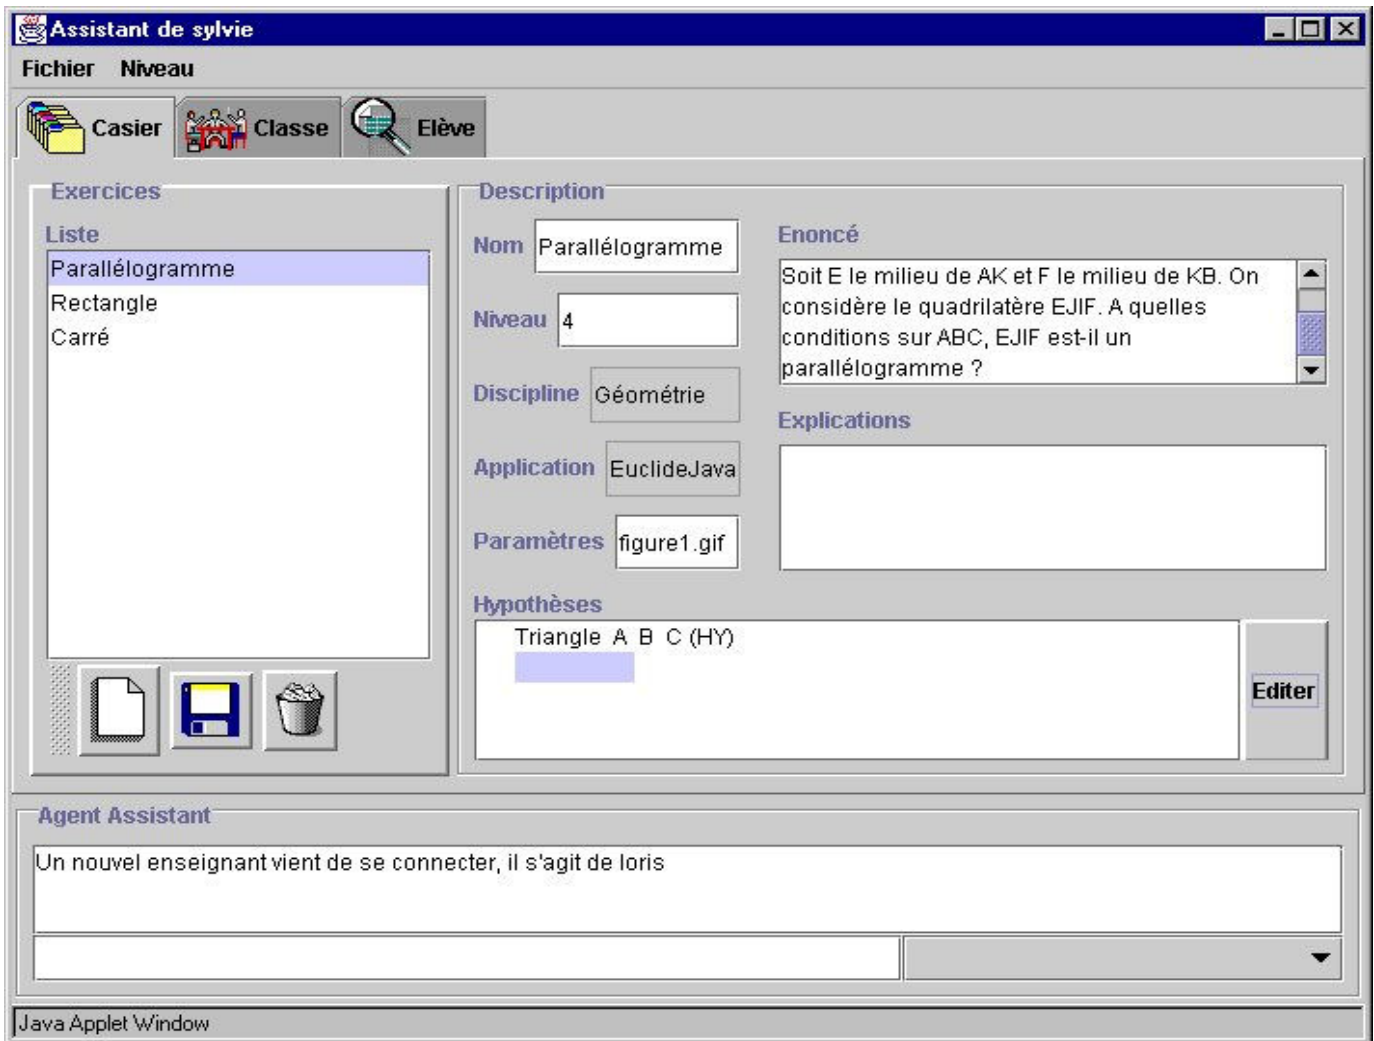 Assistant de sylvie
Fichier Niveau
Casier Classe Elève
Exercices
Liste
Parallélogramme
Rectangle
Carré
Description
Nom Parallélogramme
Niveau 4
Discipline Géométrie
Application EuclideJava
Paramètres figure1.gif
Enoncé
Soit E le milieu de AK et F le milieu de KB. On
considère le quadrilatère EJIF. A quelles
conditions sur ABC, EJIF est-il un
parallélogramme ?
Explications
Hypothèses
Triangle A B C (HY)
Editer
Agent Assistant
Un nouvel enseignant vient de se connecter, il s'agit de loris
Java Applet Window